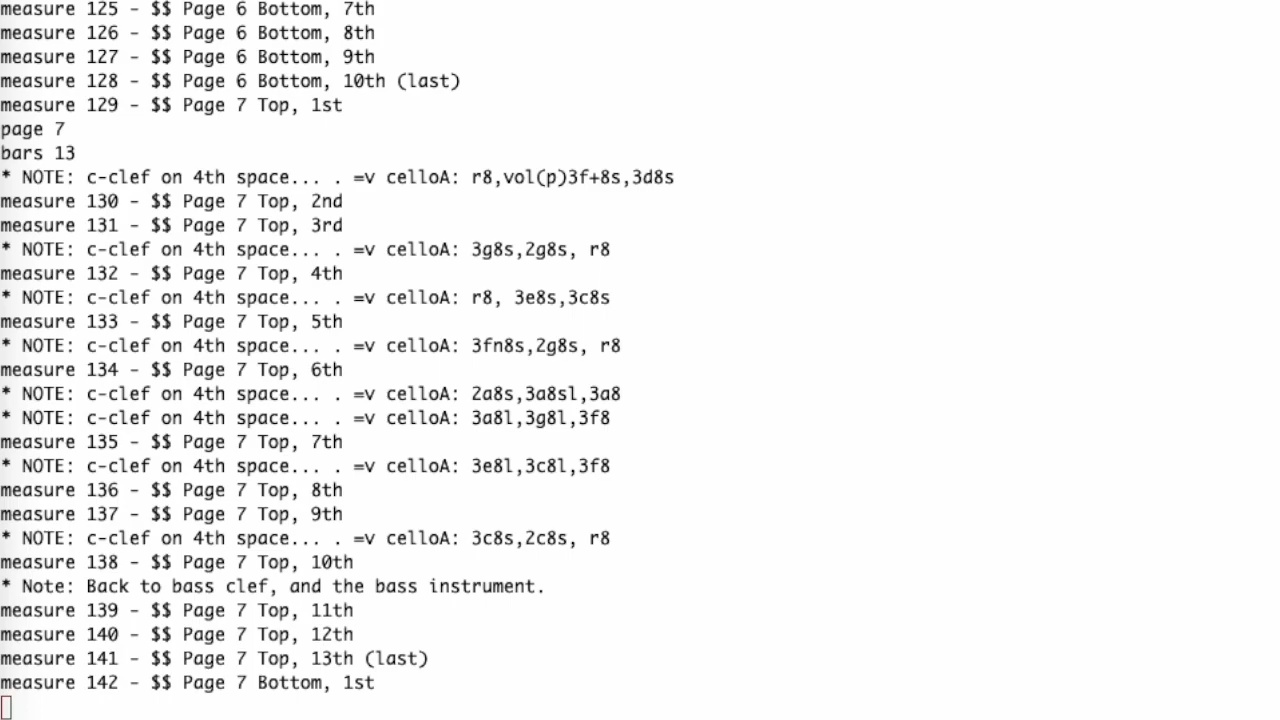 measure 125 - $$ Page 6 Bottom, 7th
measure 126 - $$ Page 6 Bottom, 8th
measure 127 - $$ Page 6 Bottom, 9th
measure 128 - $$ Page 6 Bottom, 10th (last)
measure 129 - $$ Page 7 Top, 1st
page 7
bars 13
* NOTE: c-clef on 4th space... . =v celloA: r8,vol(p)3f+8s,3d8s
measure 130 - $$ Page 7 Top, 2nd
measure 131 - $$ Page 7 Top, 3rd
* NOTE: c-clef on 4th space... . =v celloA: 3g8s,2g8s, r8
measure 132 - $$ Page 7 Top, 4th
* NOTE: c-clef on 4th space... . =v celloA: r8, 3e8s,3c8s
measure 133 - $$ Page 7 Top, 5th
* NOTE: c-clef on 4th space... . =v celloA: 3fn8s,2g8s, r8
measure 134 - $$ Page 7 Top, 6th
* NOTE: c-clef on 4th space... . =v celloA: 2a8s,3a8sl,3a8
* NOTE: c-clef on 4th space... . =v celloA: 3a8l,3g8l,3f8
measure 135 - $$ Page 7 Top, 7th
* NOTE: c-clef on 4th space... . =v celloA: 3e8l,3c8l,3f8
measure 136 - $$ Page 7 Top, 8th
measure 137 - $$ Page 7 Top, 9th
* NOTE: c-clef on 4th space... . =v celloA: 3c8s,2c8s, r8
measure 138 - $$ Page 7 Top, 10th
* Note: Back to bass clef, and the bass instrument.
measure 139 - $$ Page 7 Top, 11th
measure 140 - $$ Page 7 Top, 12th
measure 141 - $$ Page 7 Top, 13th (last)
measure 142 - $$ Page 7 Bottom, 1st